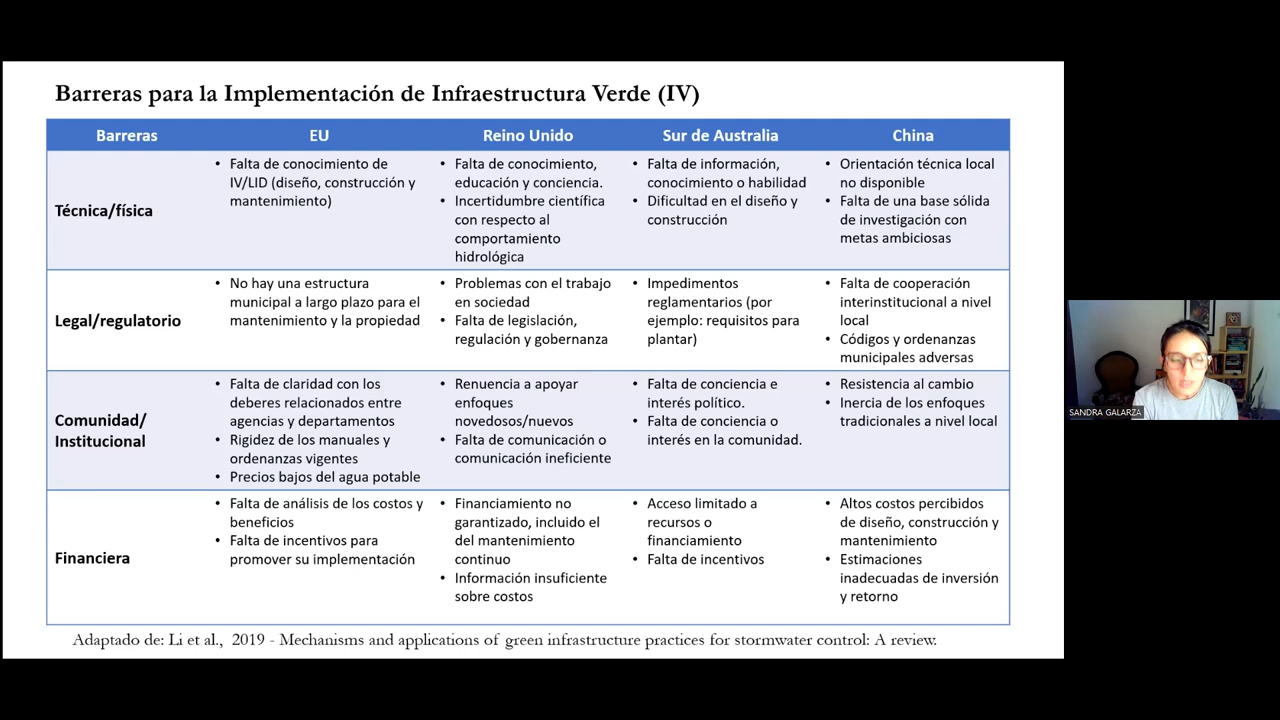 Barreras para la Implementación de Infraestructura Verde (IV)
Barreras
EU
Reino Unido
Sur de Australia
China
Técnica/física
• Falta de conocimiento de
IV/LID (diseño, construcción y
mantenimiento)
• Falta de conocimiento,
educación y conciencia.
• Incertidumbre científica
con respecto al
comportamiento
hidrológica
• Falta de información,
conocimiento o habilidad
• Dificultad en el diseño y
construcción
• Orientación técnica local
no disponible
• Falta de una base sólida
de investigación con
metas ambiciosas
Legal/regulatorio
• No hay una estructura
municipal a largo plazo para el
mantenimiento y la propiedad
• Problemas con el trabajo
en sociedad
• Falta de legislación,
regulación y gobernanza
• Impedimentos
reglamentarios (por
ejemplo: requisitos para
plantar)
• Falta de cooperación
interinstitucional a nivel
local
• Códigos y ordenanzas
municipales adversas
Comunidad/
Institucional
• Falta de claridad con los
deberes relacionados entre
agencias y departamentos
• Rigidez de los manuales y
ordenanzas vigentes
• Precios bajos del agua potable
• Renuencia a apoyar
enfoques
novedosos/nuevos
• Falta de comunicación o
comunicación ineficiente
• Falta de conciencia e
interés político.
• Falta de conciencia o
interés en la comunidad.
• Resistencia al cambio
• Inercia de los enfoques
tradicionales a nivel local
Financiera
• Falta de análisis de los costos y
beneficios
• Falta de incentivos para
promover su implementación
• Financiamiento no
garantizado, incluido el
del mantenimiento
continuo
• Información insuficiente
sobre costos
• Acceso limitado a
recursos o
financiamiento
• Falta de incentivos
• Altos costos percibidos
de diseño, construcción y
mantenimiento
• Estimaciones
inadecuadas de inversión
y retorno
Adaptado de: Li et al., 2019 - Mechanisms and applications of green infrastructure practices for stormwater control: A review.
SANDRA GALARZA